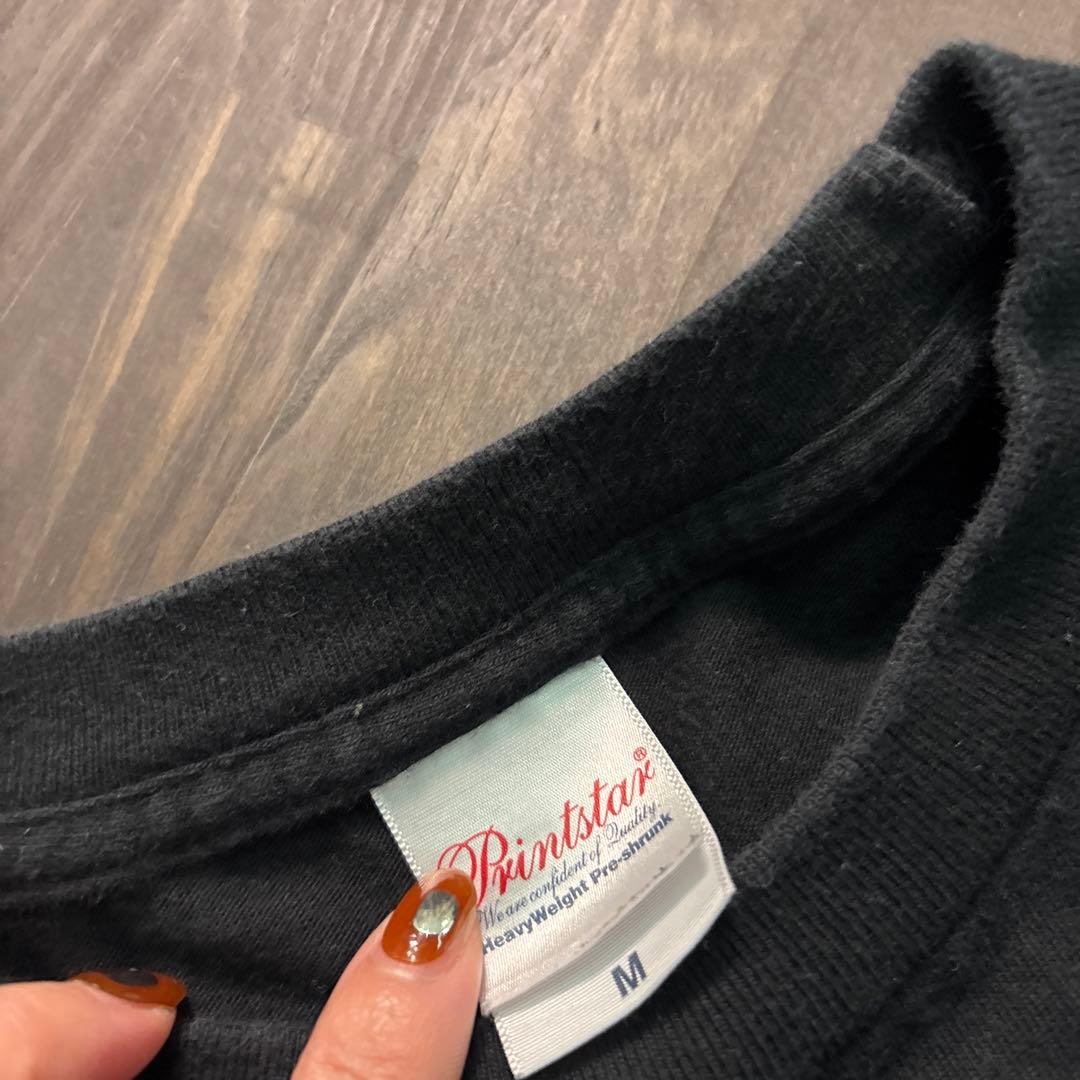 Printstar®
We are confident of Quality.
HeavyWeight Pre-shrunk
M